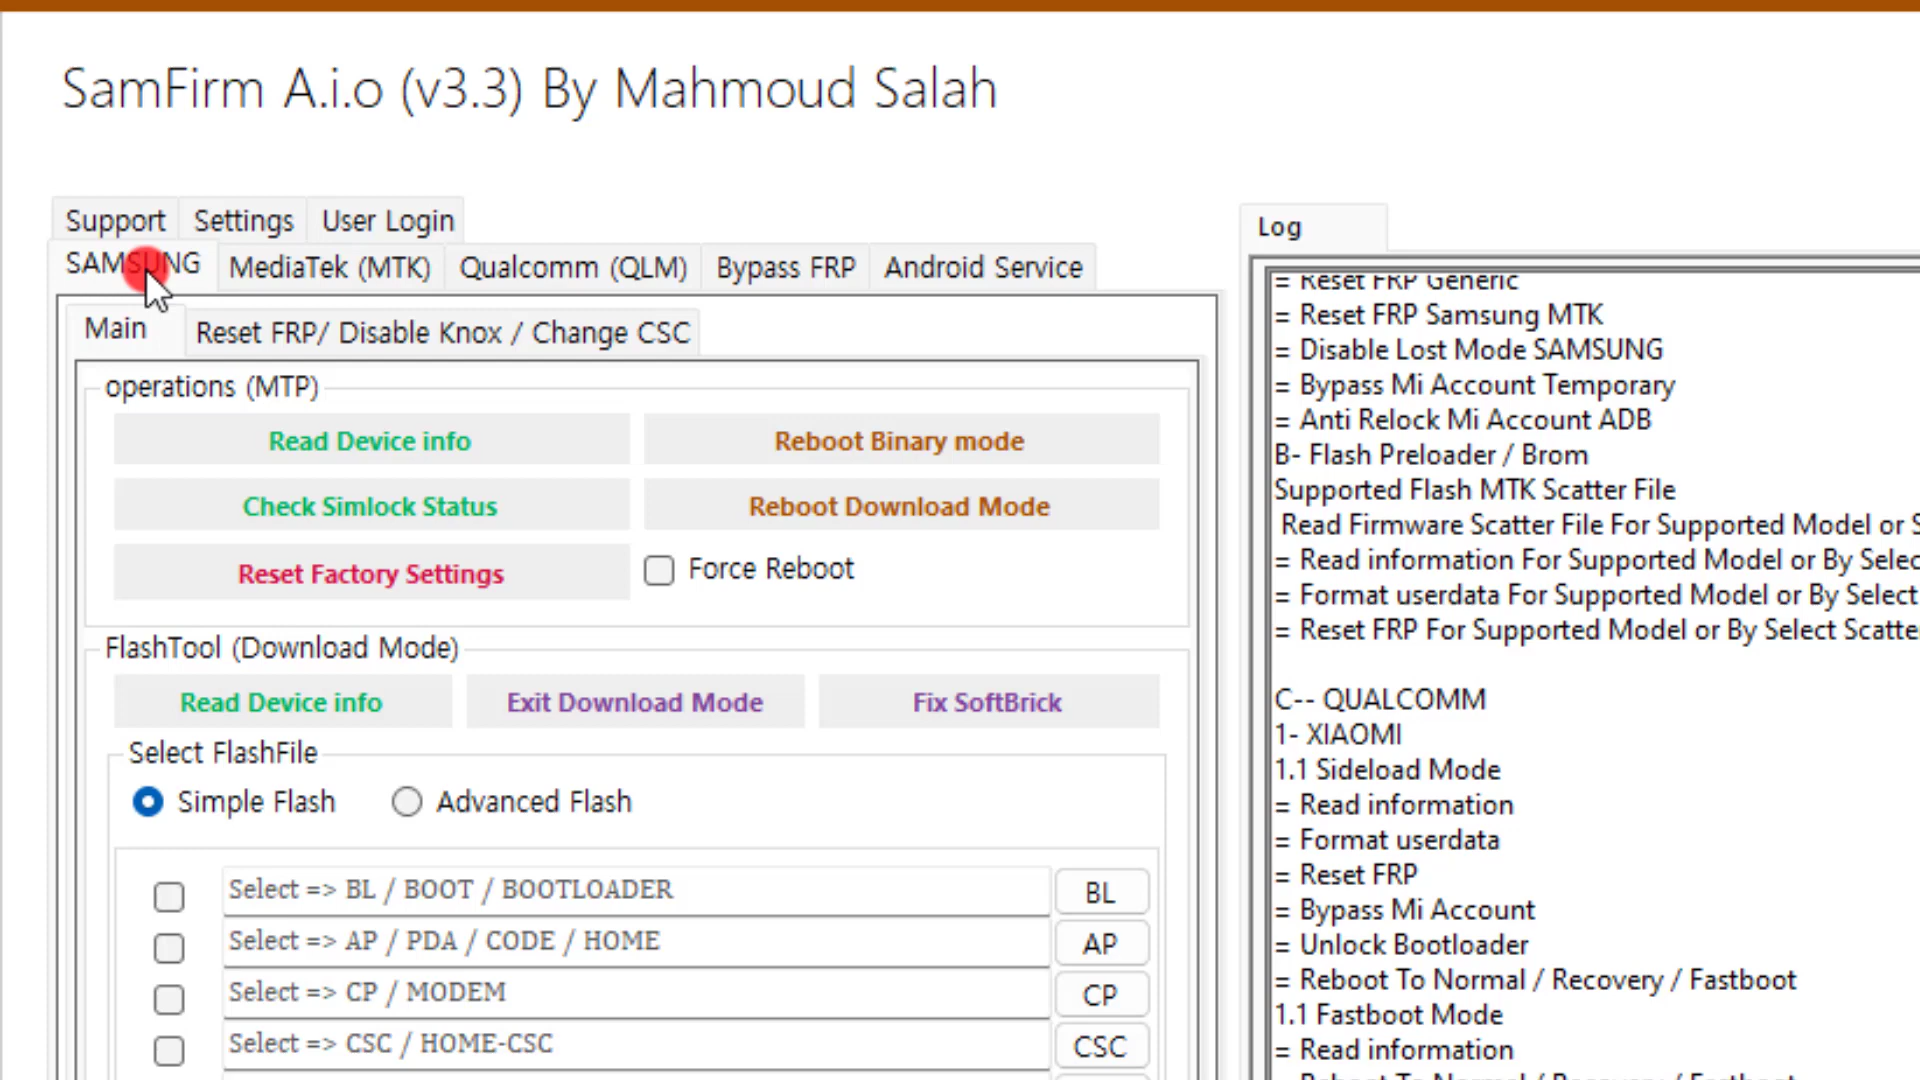 SamFirm A.i.o (v3.3) By Mahmoud Salah
Support Settings User Login
SAMSUNG MediaTek (MTK) Qualcomm (QLM) Bypass FRP Android Service
Main Reset FRP/ Disable Knox / Change CSC
operations (MTP)
Read Device info Reboot Binary mode
Check Simlock Status Reboot Download Mode
Reset Factory Settings Force Reboot
FlashTool (Download Mode)
Read Device info Exit Download Mode Fix SoftBrick
Select FlashFile
Simple Flash Advanced Flash
Select => BL / BOOT / BOOTLOADER BL
Select => AP / PDA / CODE / HOME AP
Select => CP / MODEM CP
Select => CSC / HOME-CSC CSC
Log
= Reset FRP Generic
= Reset FRP Samsung MTK
= Disable Lost Mode SAMSUNG
= Bypass Mi Account Temporary
= Anti Relock Mi Account ADB
B- Flash Preloader / Brom
Supported Flash MTK Scatter File
Read Firmware Scatter File For Supported Model or S
= Read information For Supported Model or By Selec
= Format userdata For Supported Model or By Select
= Reset FRP For Supported Model or By Select Scatte
C-- QUALCOMM
1- XIAOMI
1.1 Sideload Mode
= Read information
= Format userdata
= Reset FRP
= Bypass Mi Account
= Unlock Bootloader
= Reboot To Normal / Recovery / Fastboot
1.1 Fastboot Mode
= Read information